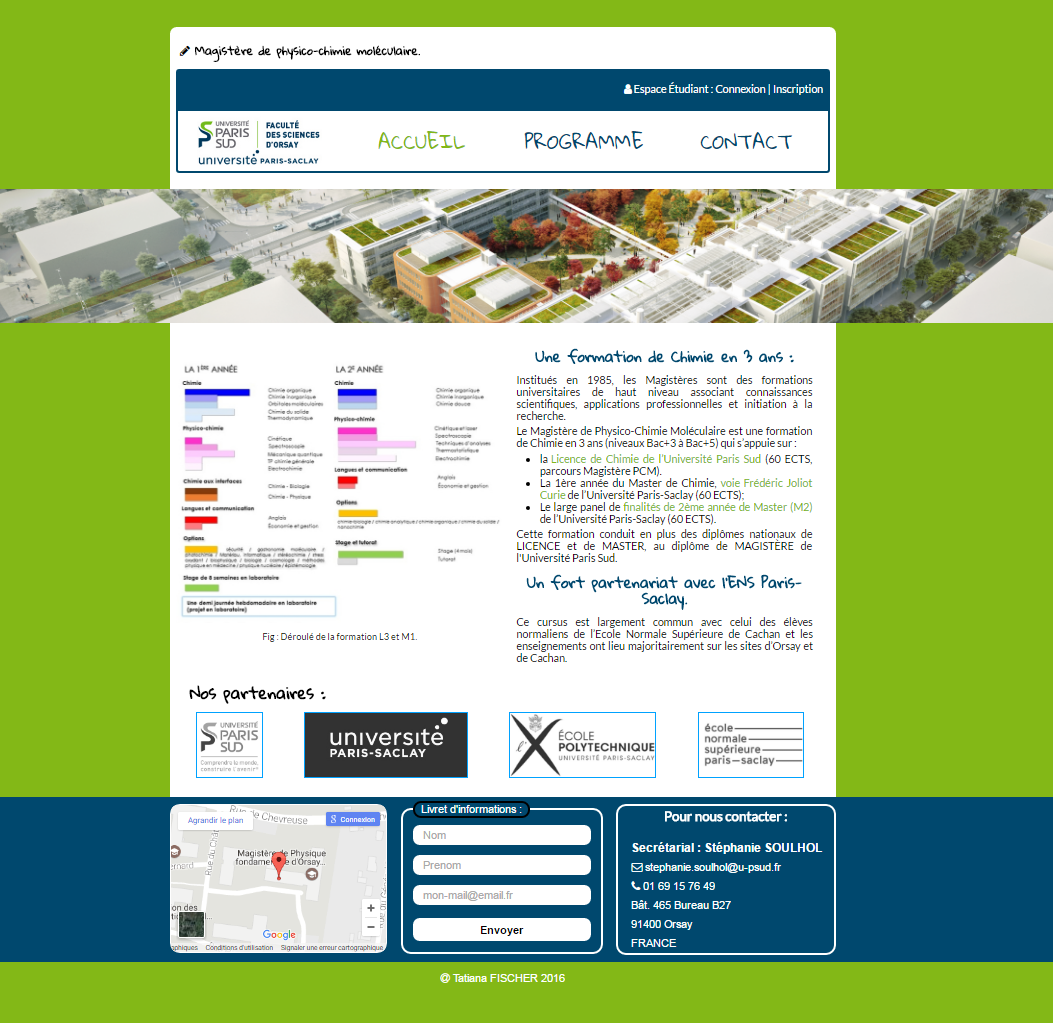 Magistère de physico-chimie moléculaire.
Espace Étudiant : Connexion | Inscription
UNIVERSITÉ PARIS SUD
FACULTÉ DES SCIENCES D'ORSAY
université PARIS-SACLAY
ACCUEIL
PROGRAMME
CONTACT
LA 1ÈRE ANNÉE
Chimie
Chimie organique
Chimie inorganique
Orbitales moléculaires
Chimie du solide
Thermodynamique
Physico-chimie
Cinétique
Spectroscopie
Mécanique quantique
TP chimie générale
Electrochimie
Chimie aux interfaces
Chimie - Biologie
Chimie - Physique
Langues et communication
Anglais
Économie et gestion
Options
Stage de 8 semaines en laboratoire
Une demi journée hebdomadaire en laboratoire
(projet en laboratoire)
LA 2E ANNÉE
Chimie
Chimie organique
Chimie inorganique
Chimie douce
Physico-chimie
Cinétique et laser
Spectroscopie
Techniques d'analyses
Thermostatistique
Electrochimie
Langues et communication
Anglais
Économie et gestion
Options
chimie-biologie / chimie analytique / chimie organique / chimie du solide /
nanochimie
Stage et tutorat
Stage (4 mois)
Tutorat
Fig : Déroulé de la formation L3 et M1.
Une formation de Chimie en 3 ans :
Institués en 1985, les Magistères sont des formations
universitaires de haut niveau associant connaissances
scientifiques, applications professionnelles et initiation à la
recherche.
Le Magistère de Physico-Chimie Moléculaire est une formation
de Chimie en 3 ans (niveaux Bac+3 à Bac+5) qui s'appuie sur :
la Licence de Chimie de l'Université Paris Sud (60 ECTS,
parcours Magistère PCM).
La 1ère année du Master de Chimie, voie Frédéric Joliot
Curie de l'Université Paris-Saclay (60 ECTS);
Le large panel de finalités de 2ème année de Master (M2)
de l'Université Paris-Saclay (60 ECTS).
Cette formation conduit en plus des diplômes nationaux de
LICENCE et de MASTER, au diplôme de MAGISTÈRE de
l'Université Paris Sud.
Un fort partenariat avec l'ENS Paris-
Saclay.
Ce cursus est largement commun avec celui des élèves
normaliens de l'Ecole Normale Supérieure de Cachan et les
enseignements ont lieu majoritairement sur les sites d'Orsay et
de Cachan.
Nos partenaires :
UNIVERSITÉ
PARIS
SUD
Comprendre le monde,
construire l'avenir®
université
PARIS-SACLAY
ÉCOLE
POLYTECHNIQUE
UNIVERSITÉ PARIS-SACLAY
école
normale
supérieure
paris-saclay
Agrandir le plan
Rue de Chevreuse
Connexion
Magistère de Physique
fondamentale d'Orsay...
Google
Conditions d'utilisation
Signaler une erreur cartographique
Livret d'informations :
Nom
Prenom
mon-mail@email.fr
Envoyer
Pour nous contacter :
Secrétariat : Stéphanie SOULHOL
stephanie.soulhol@u-psud.fr
01 69 15 76 49
Bât. 465 Bureau B27
91400 Orsay
FRANCE
@ Tatiana FISCHER 2016